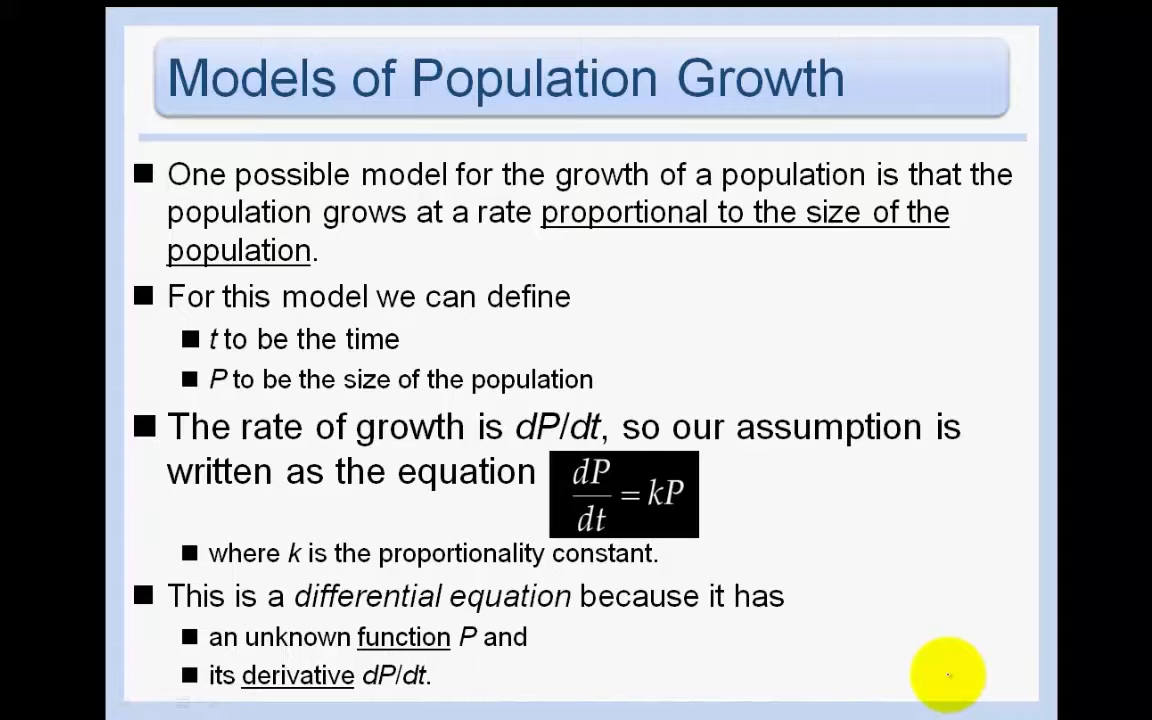 Models of Population Growth
One possible model for the growth of a population is that the
population grows at a rate proportional to the size of the
population.
For this model we can define
t to be the time
P to be the size of the population
The rate of growth is dP/dt, so our assumption is
written as the equation dP/dt = kP
where k is the proportionality constant.
This is a differential equation because it has
an unknown function P and
its derivative dP/dt.